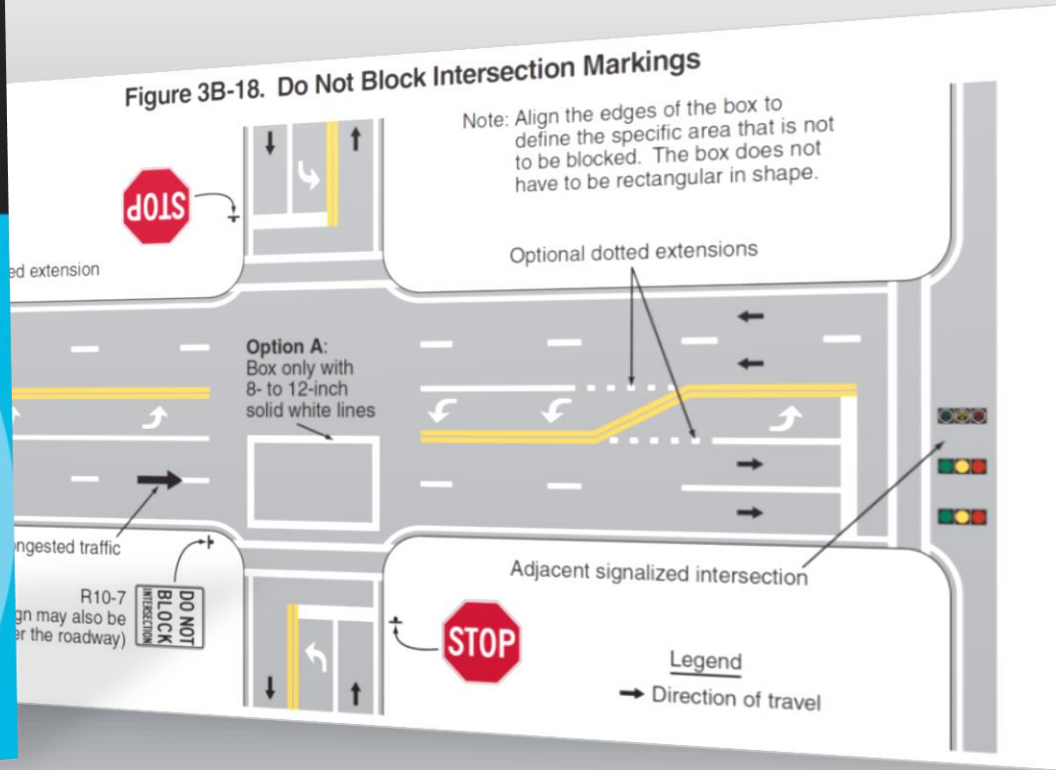 Figure 3B-18. Do Not Block Intersection Markings
Note: Align the edges of the box to
define the specific area that is not
to be blocked. The box does not
have to be rectangular in shape.
STOP
ed extension
Optional dotted extensions
Option A:
Box only with
8- to 12-inch
solid white lines
ongested traffic
Adjacent signalized intersection
R10-7
gn may also be
er the roadway)
DO NOT
BLOCK
INTERSECTION
STOP
Legend
Direction of travel